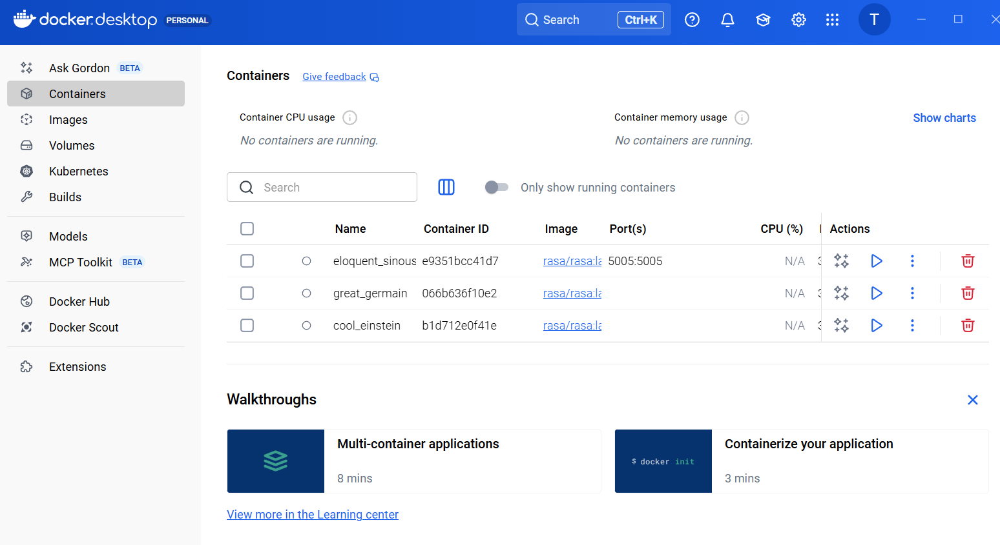 docker.desktop PERSONAL
Search Ctrl+K
T
Ask Gordon BETA
Containers
Images
Volumes
Kubernetes
Builds
Models
MCP Toolkit BETA
Docker Hub
Docker Scout
Extensions
Containers Give feedback
Container CPU usage
No containers are running.
Container memory usage
No containers are running.
Show charts
Search
Only show running containers
Name Container ID Image Port(s) CPU (%) Actions
eloquent_sinous e9351bcc41d7 rasa/rasa:la 5005:5005 N/A
great_germain 066b636f10e2 rasa/rasa:la N/A
cool_einstein b1d712e0f41e rasa/rasa:la N/A
Walkthroughs
Multi-container applications
8 mins
$ docker init
Containerize your application
3 mins
View more in the Learning center